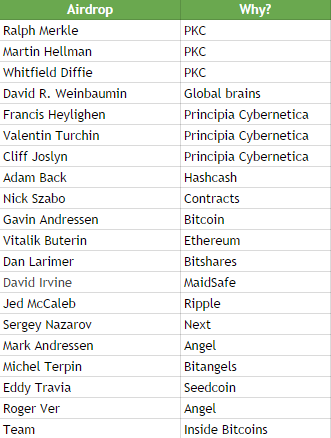 Airdrop Why?
Ralph Merkle PKC
Martin Hellman PKC
Whitfield Diffie PKC
David R. Weinbaumin Global brains
Francis Heylighen Principia Cybernetica
Valentin Turchin Principia Cybernetica
Cliff Joslyn Principia Cybernetica
Adam Back Hashcash
Nick Szabo Contracts
Gavin Andressen Bitcoin
Vitalik Buterin Ethereum
Dan Larimer Bitshares
David Irvine MaidSafe
Jed McCaleb Ripple
Sergey Nazarov Next
Mark Andressen Angel
Michel Terpin Bitangels
Eddy Travia Seedcoin
Roger Ver Angel
Team Inside Bitcoins